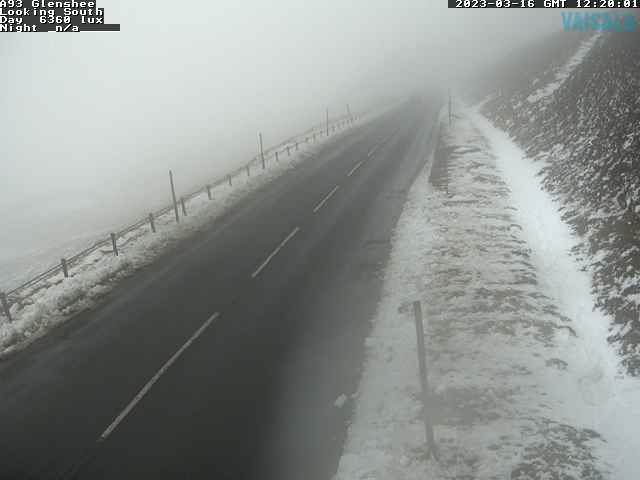 A93 Glenshee
Looking South
Day 6360 lux
Night n/a
2023-03-16 GMT 12:20:01
VAISALA